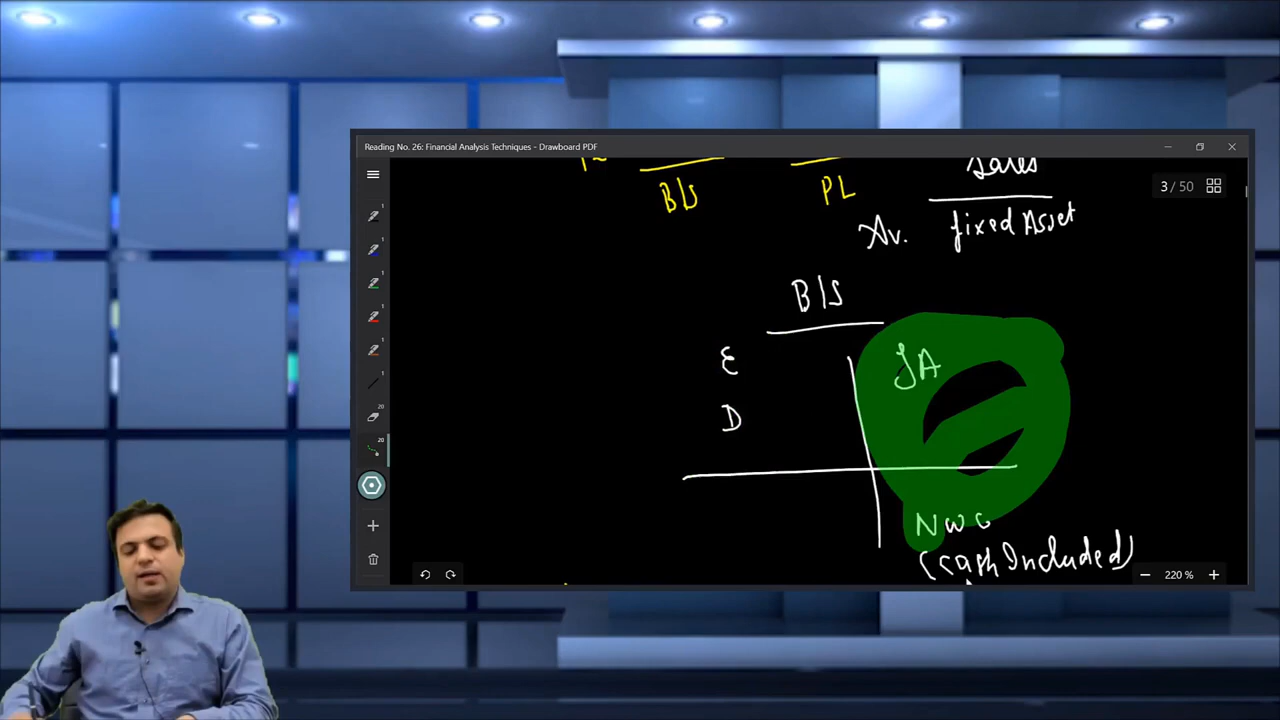 Reading No. 26: Financial Analysis Techniques - Drawboard PDF
3 / 50
Sales
B/S
PL
Av. fixed Asset
B/S
E
FA
D
NWC
(cash Included)
220 %